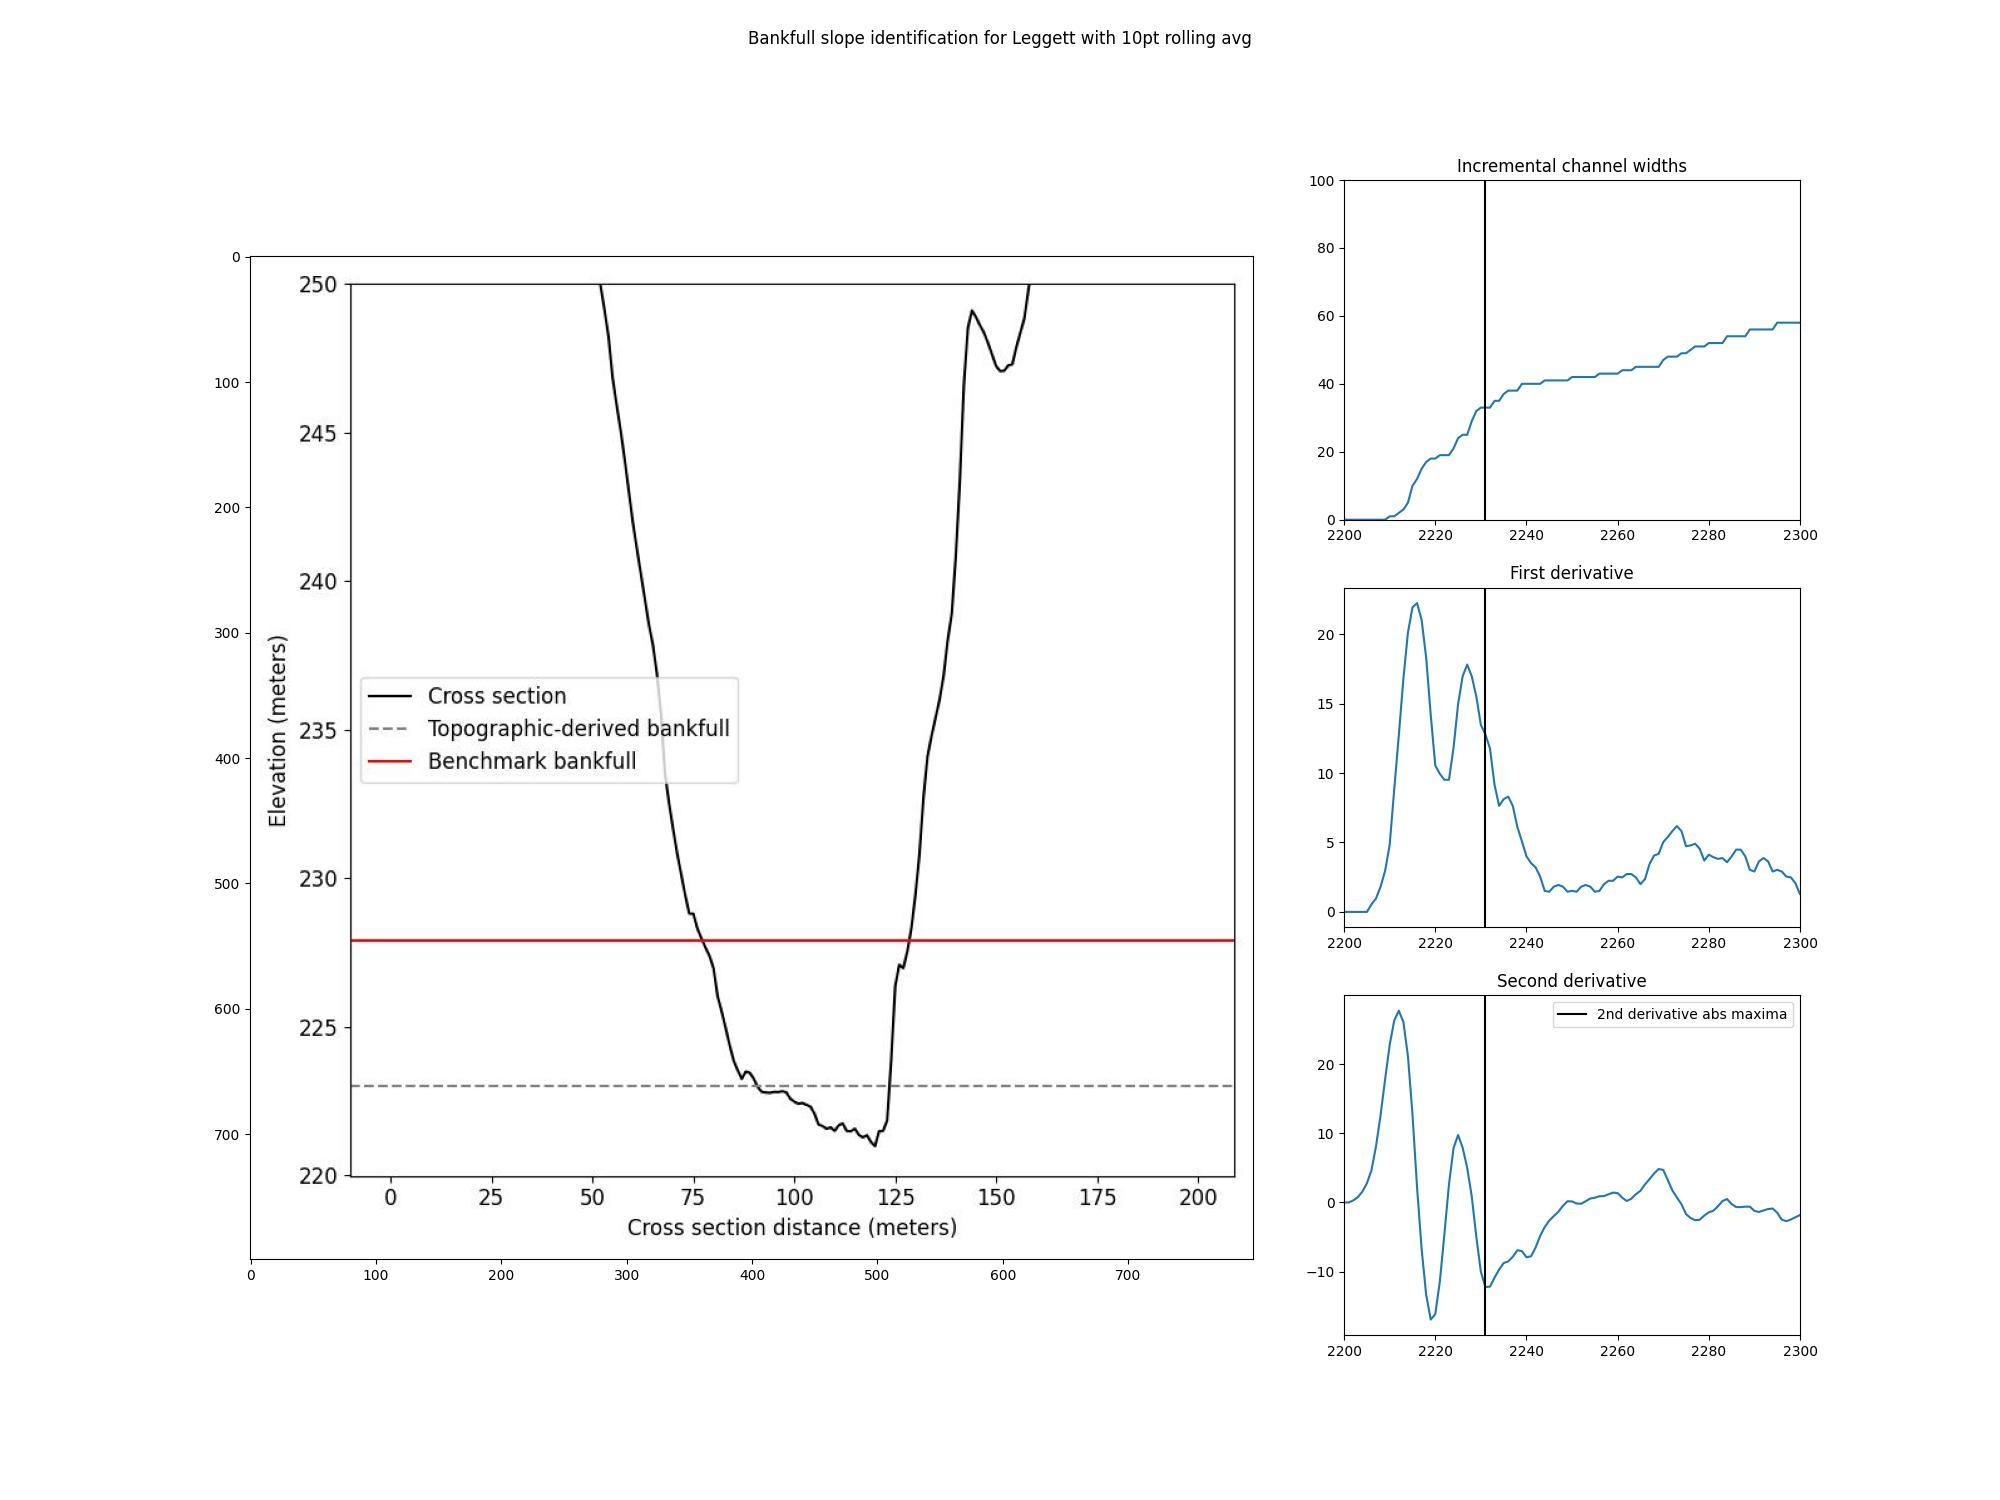 Bankfull slope identification for Leggett with 10pt rolling avg
0
100
200
300
400
500
600
700
250
245
240
235
230
225
220
Elevation (meters)
Cross section
Topographic-derived bankfull
Benchmark bankfull
0 25 50 75 100 125 150 175 200
Cross section distance (meters)
0 100 200 300 400 500 600 700
Incremental channel widths
100
80
60
40
20
0
2200 2220 2240 2260 2280 2300
First derivative
20
15
10
5
0
2200 2220 2240 2260 2280 2300
Second derivative
2nd derivative abs maxima
20
10
0
−10
2200 2220 2240 2260 2280 2300